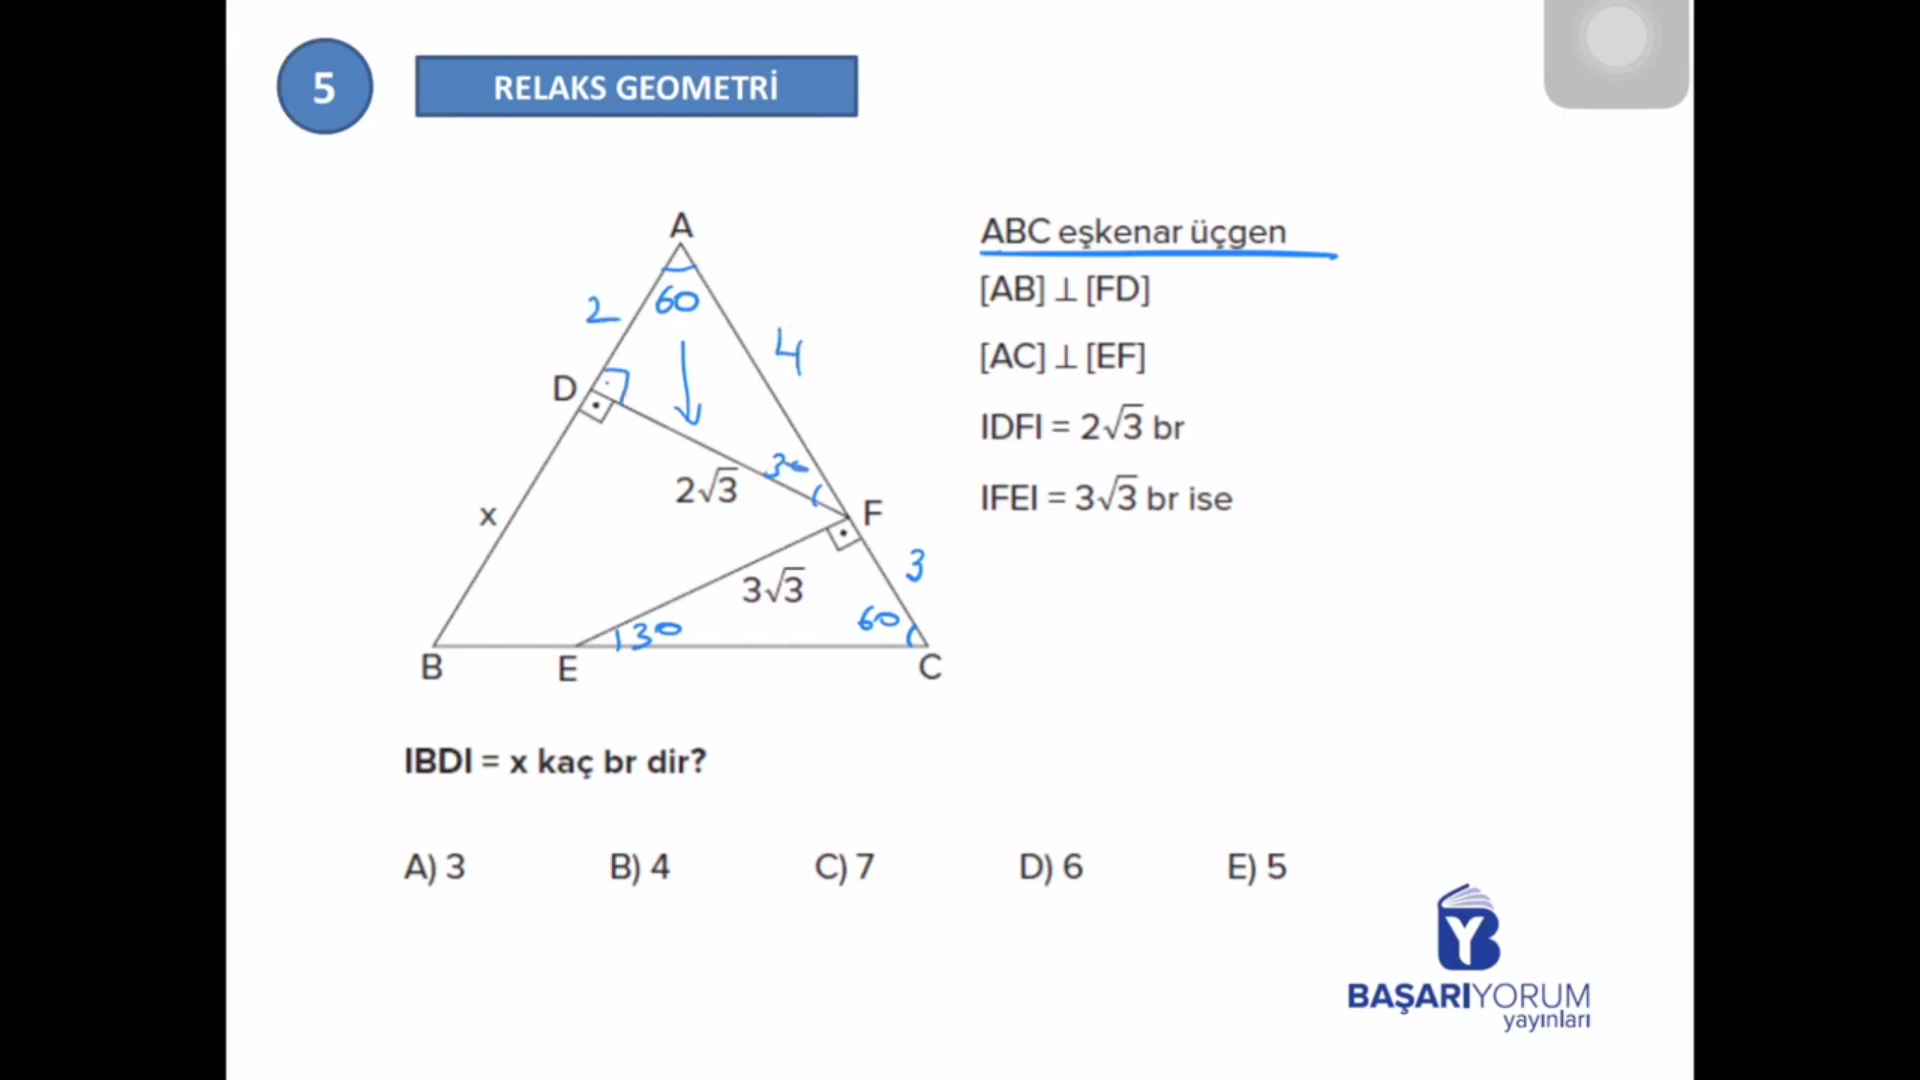 5
RELAKS GEOMETRİ
A
ABC eşkenar üçgen
[AB] ⊥ [FD]
2
60
4
[AC] ⊥ [EF]
D
IDFI = 2√3 br
30
2√3
IFEI = 3√3 br ise
x
F
3
3√3
60
30
B
E
C
IBDI = x kaç br dir?
A) 3
B) 4
C) 7
D) 6
E) 5
BAŞARIYORUM
yayınları